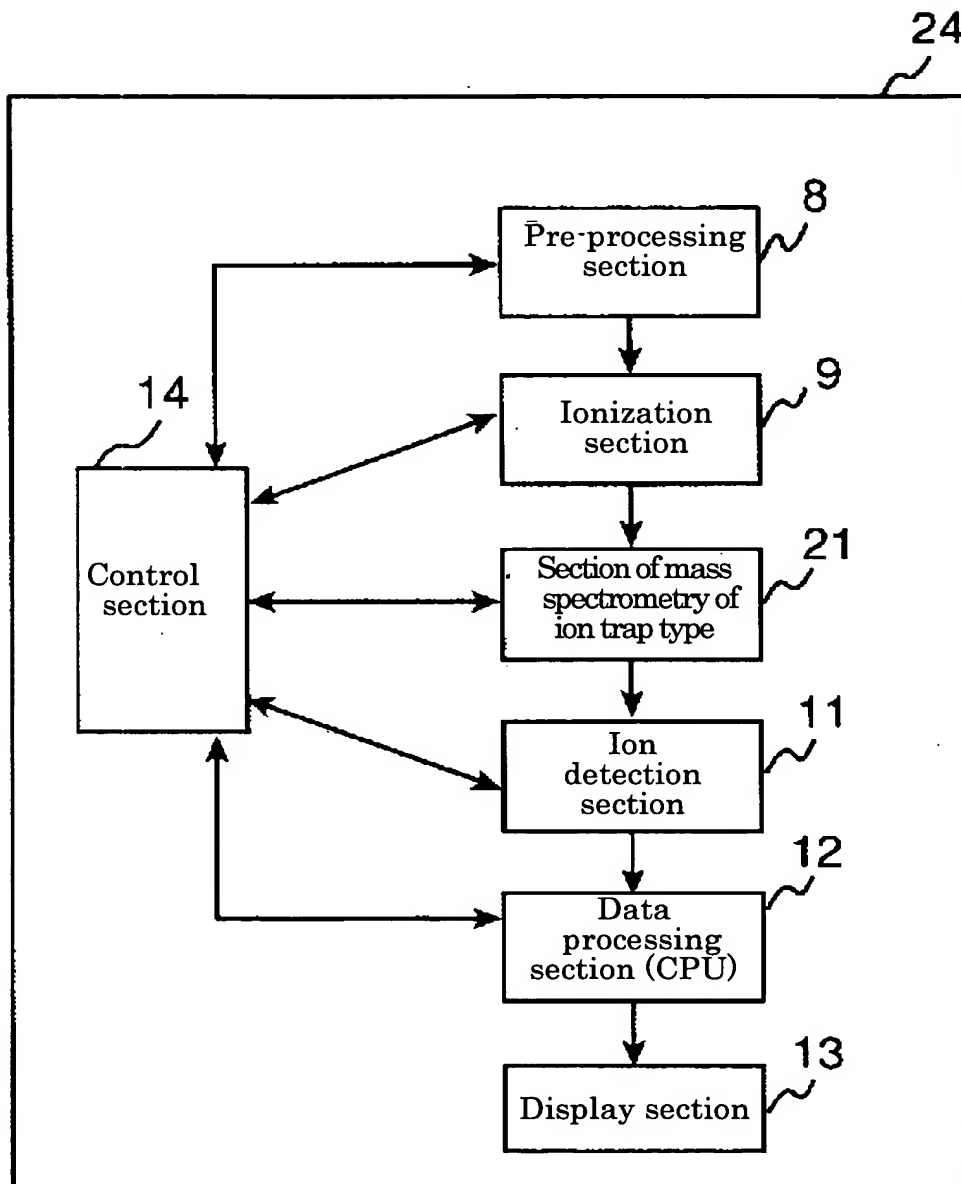 24
Pre-processing
section
8
Ionization
section
9
14
Control
section
Section of mass
spectrometry of
ion trap type
21
Ion
detection
section
11
Data
processing
section (CPU)
12
Display section
13